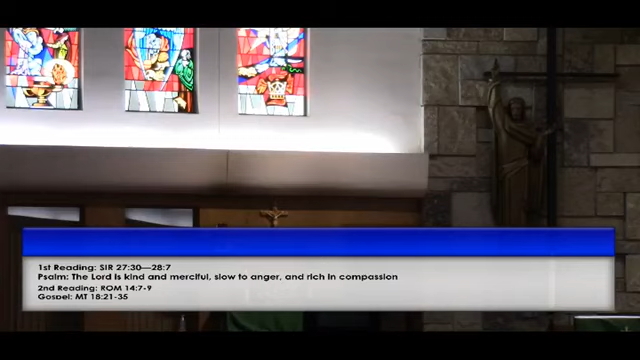 1st Reading: SIR 27:30—28:7
Psalm: The Lord is kind and merciful, slow to anger, and rich in compassion
2nd Reading: ROM 14:7-9
Gospel: MT 18:21-35